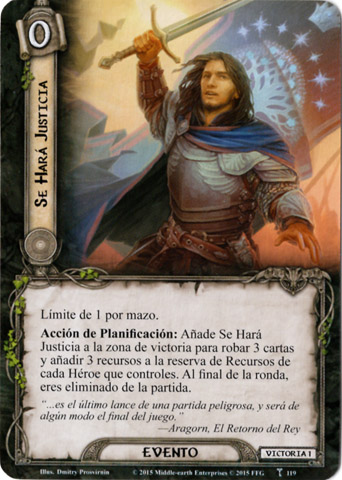 0
Se Hará Justicia
Límite de 1 por mazo.
Acción de Planificación: Añade Se Hará
Justicia a la zona de victoria para robar 3 cartas
y añadir 3 recursos a la reserva de Recursos de
cada Héroe que controles. Al final de la ronda,
eres eliminado de la partida.
"...es el último lance de una partida peligrosa, y será de
algún modo el final del juego."
—Aragorn, El Retorno del Rey
Evento
Victoria 1
Illus. Dmitry Prosvirnin
© 2015 Middle-earth Enterprises © 2015 FFG
119